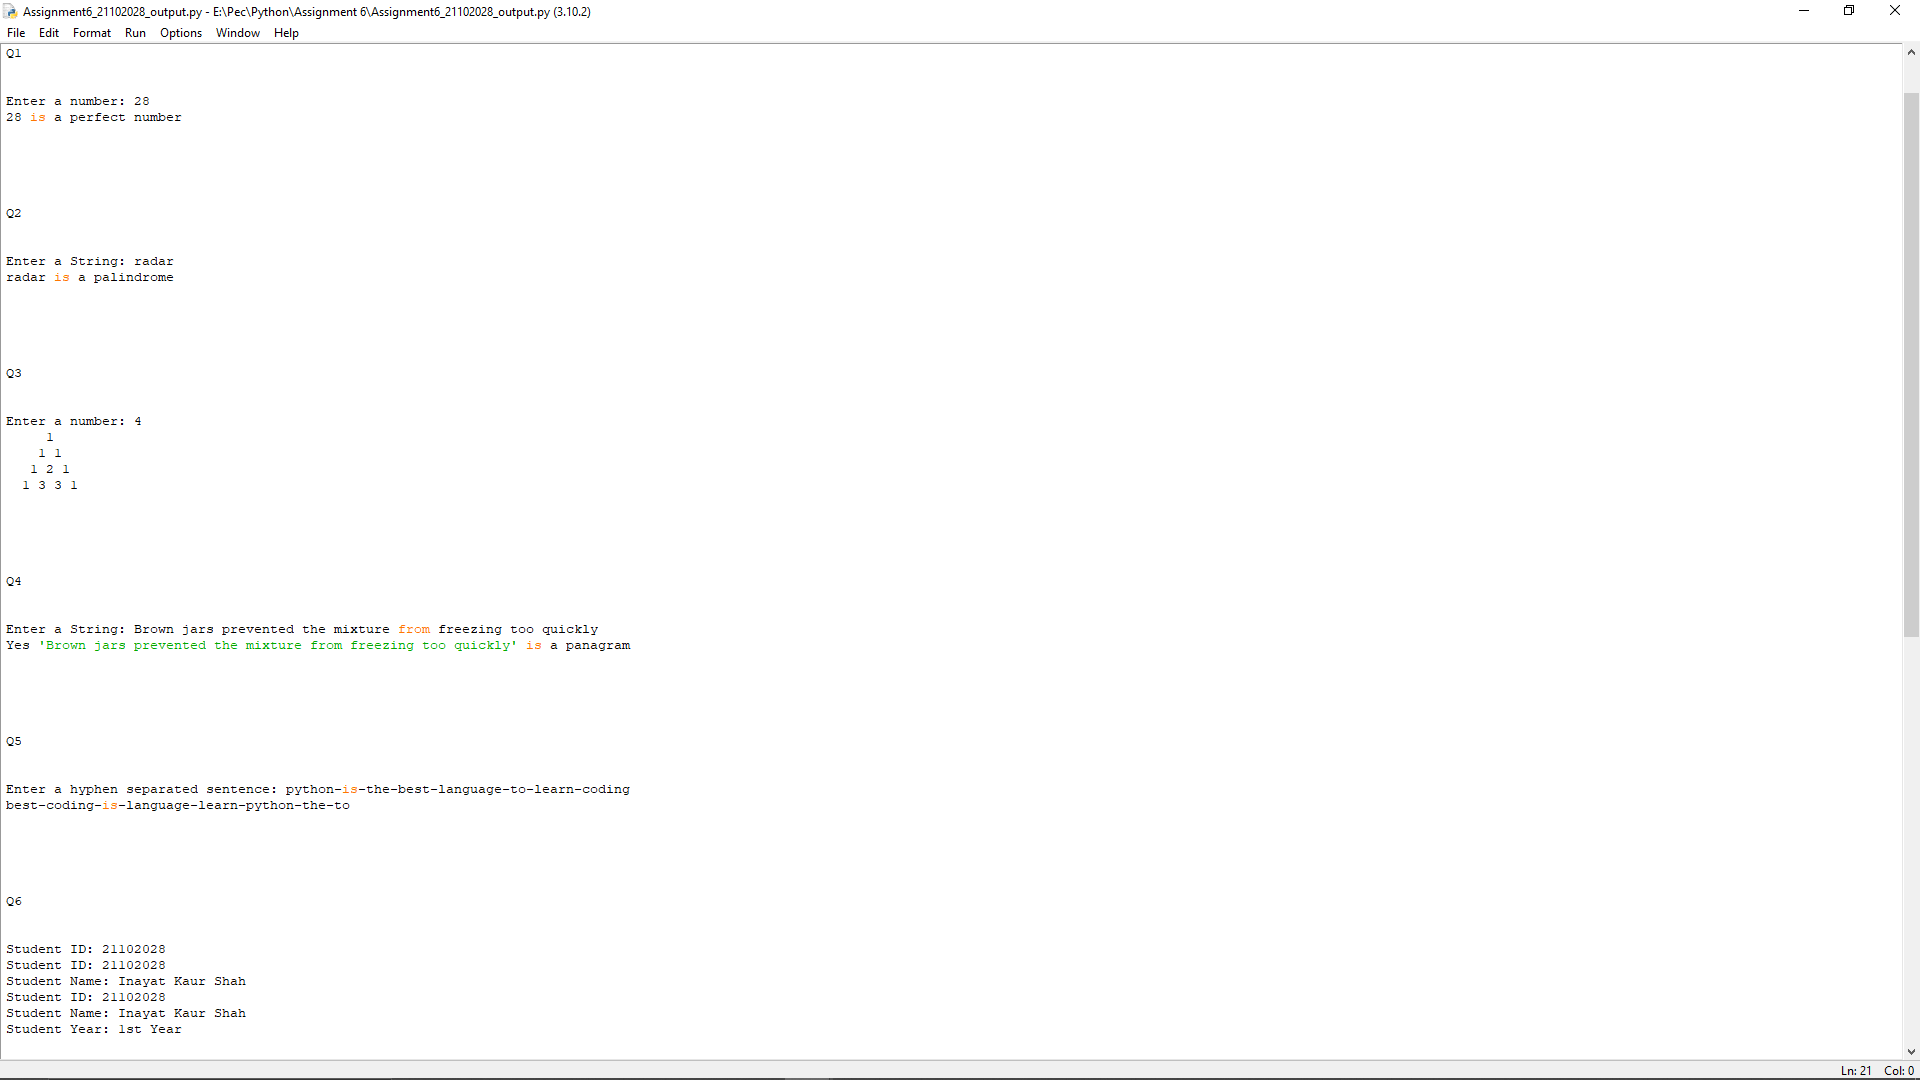 Assignment6_21102028_output.py - E:\Pec\Python\Assignment 6\Assignment6_21102028_output.py (3.10.2)
File Edit Format Run Options Window Help
Q1
Enter a number: 28
28 is a perfect number
Q2
Enter a String: radar
radar is a palindrome
Q3
Enter a number: 4
1
1 1
1 2 1
1 3 3 1
Q4
Enter a String: Brown jars prevented the mixture from freezing too quickly
Yes 'Brown jars prevented the mixture from freezing too quickly' is a panagram
Q5
Enter a hyphen separated sentence: python-is-the-best-language-to-learn-coding
best-coding-is-language-learn-python-the-to
Q6
Student ID: 21102028
Student ID: 21102028
Student Name: Inayat Kaur Shah
Student ID: 21102028
Student Name: Inayat Kaur Shah
Student Year: 1st Year
Ln: 21 Col: 0